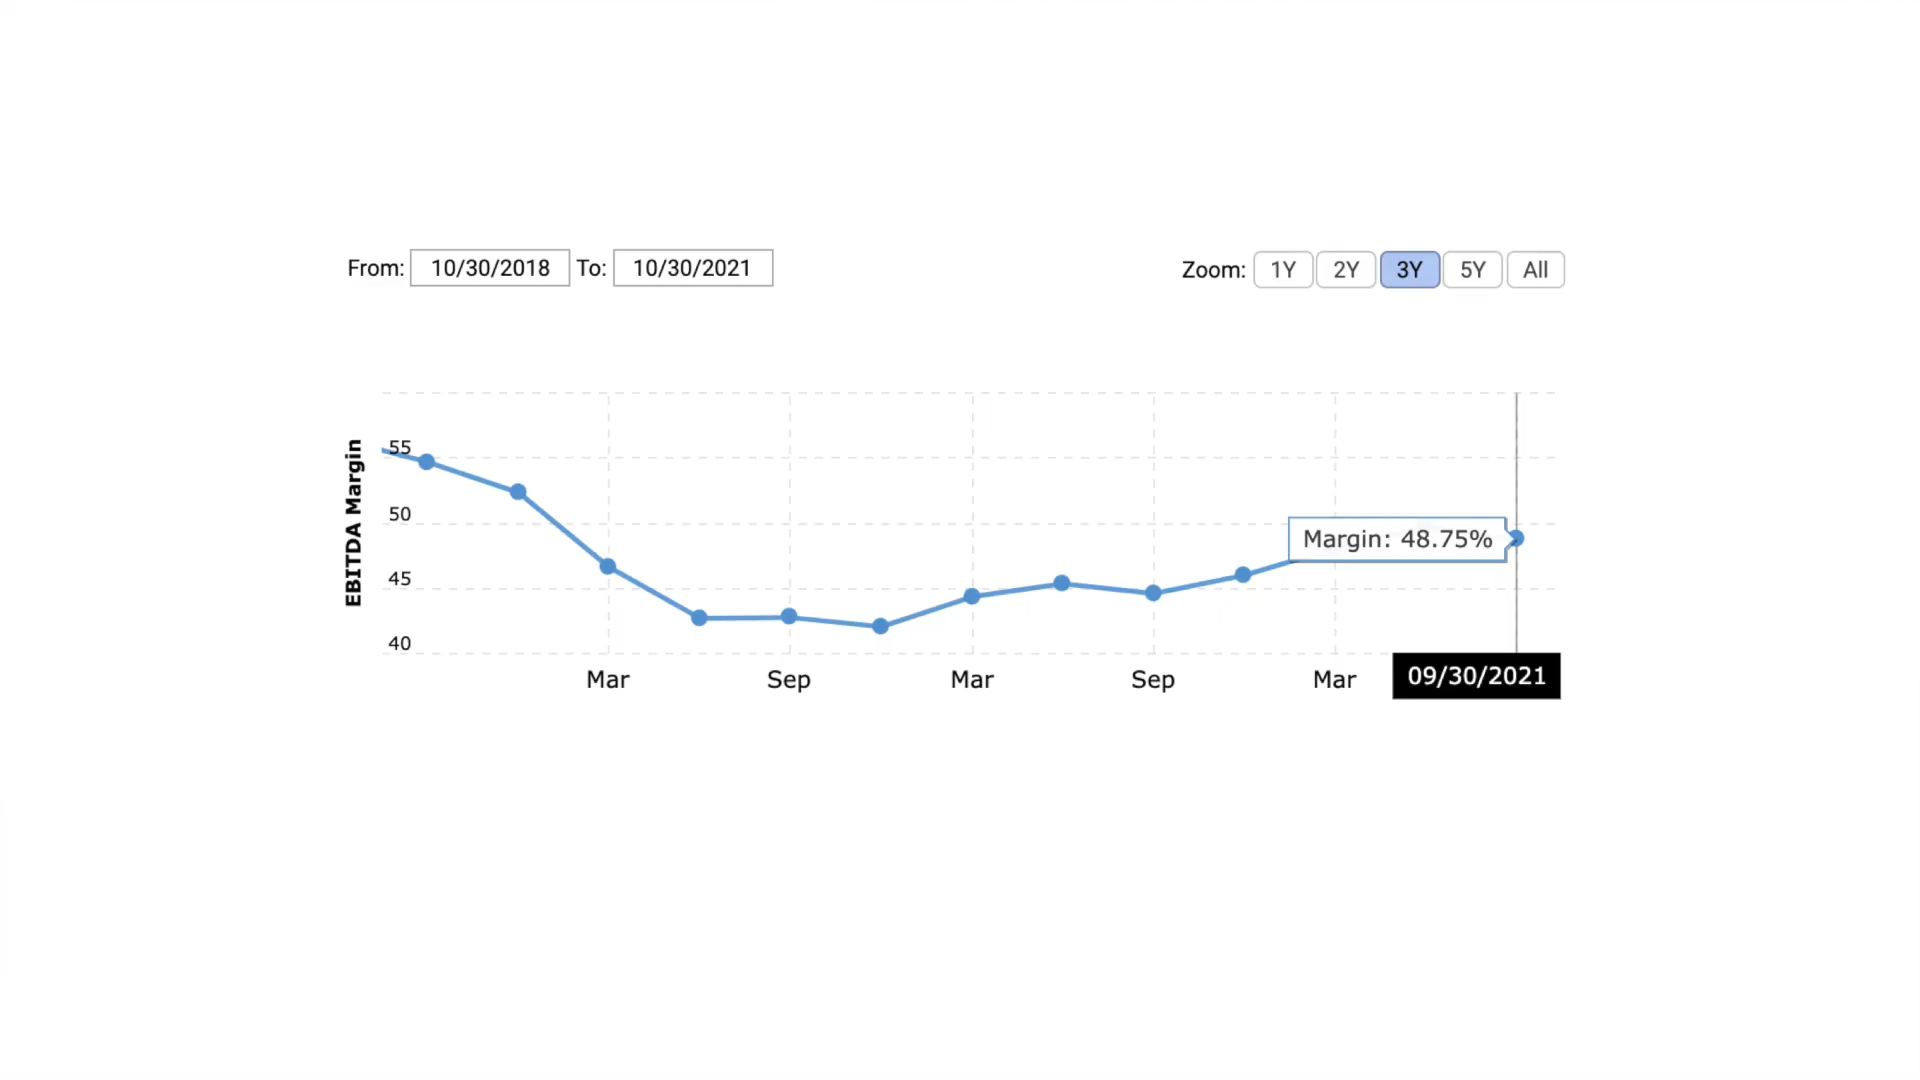 From: 10/30/2018 To: 10/30/2021
Zoom: 1Y 2Y 3Y 5Y All
EBITDA Margin
55
50
45
40
Margin: 48.75%
Mar Sep Mar Sep Mar 09/30/2021